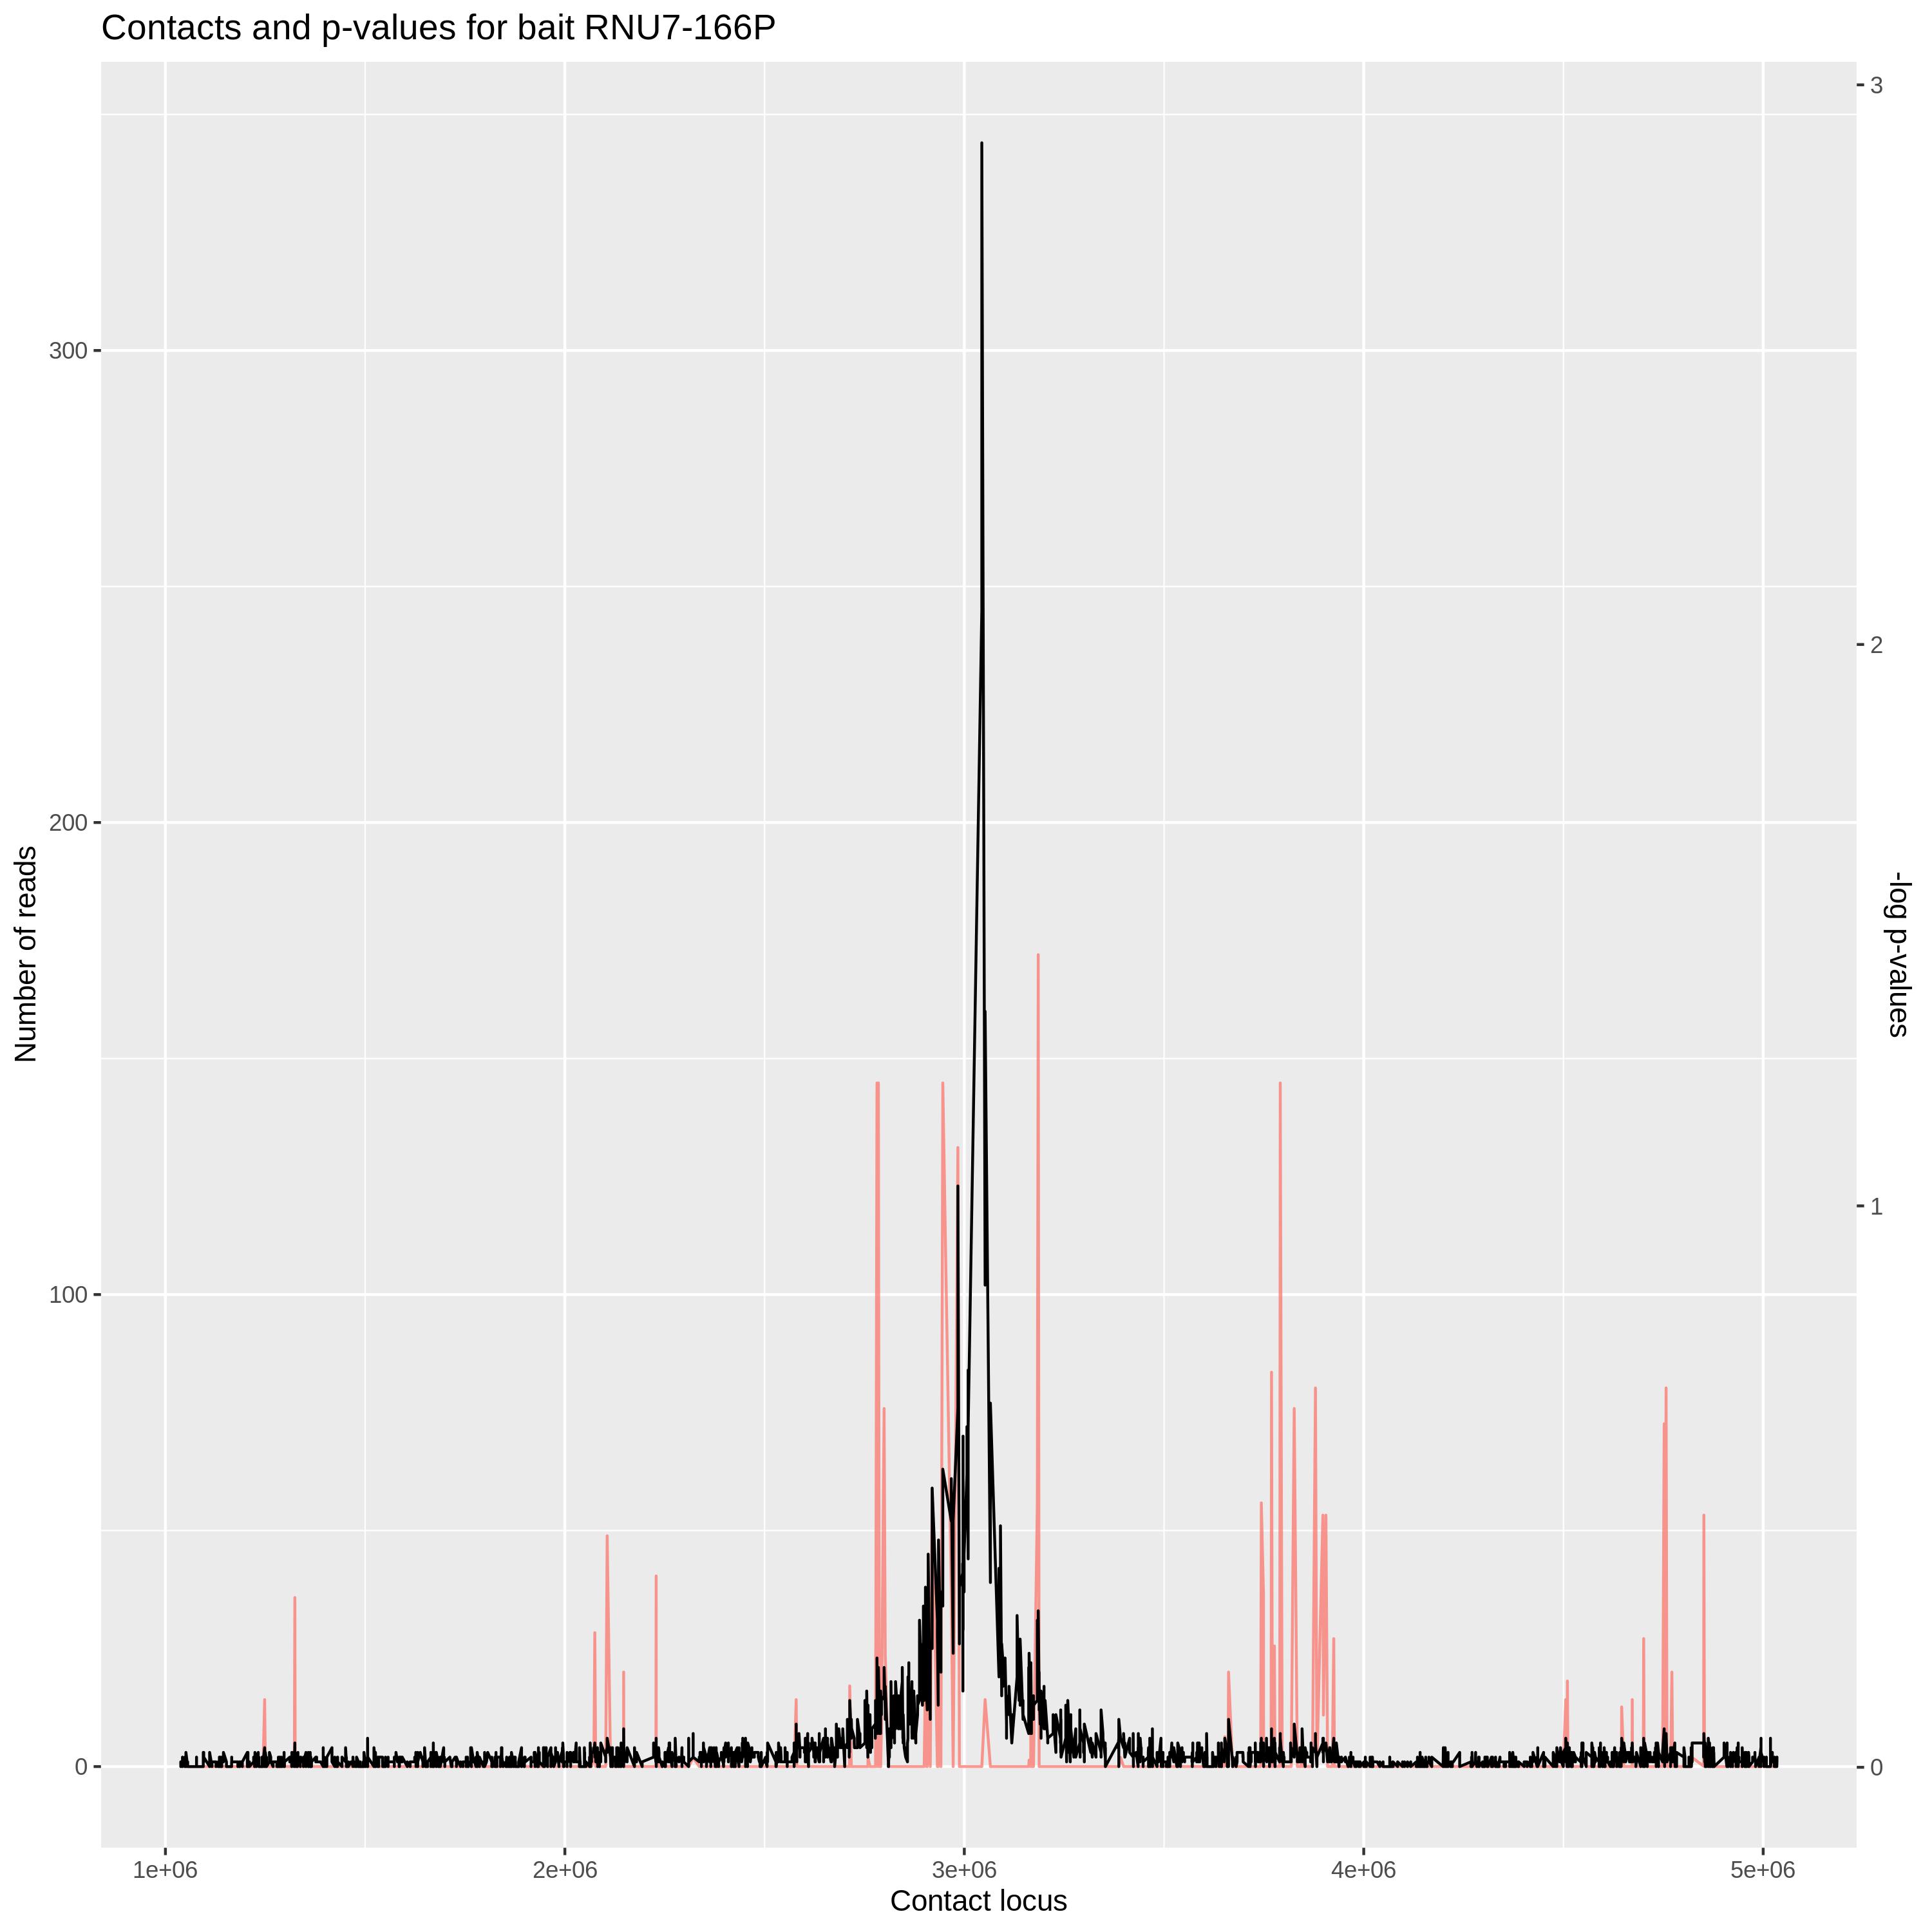 Contacts and p-values for bait RNU7-166P
Number of reads
300
200
100
0
3
2
1
0
-log p-values
1e+06
2e+06
3e+06
4e+06
5e+06
Contact locus